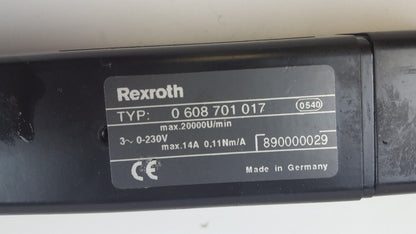 Rexroth
TYP: 0 608 701 017 0540
max.20000U/min
3~ 0-230V
max.14A 0,11Nm/A 890000029
CE Made in Germany